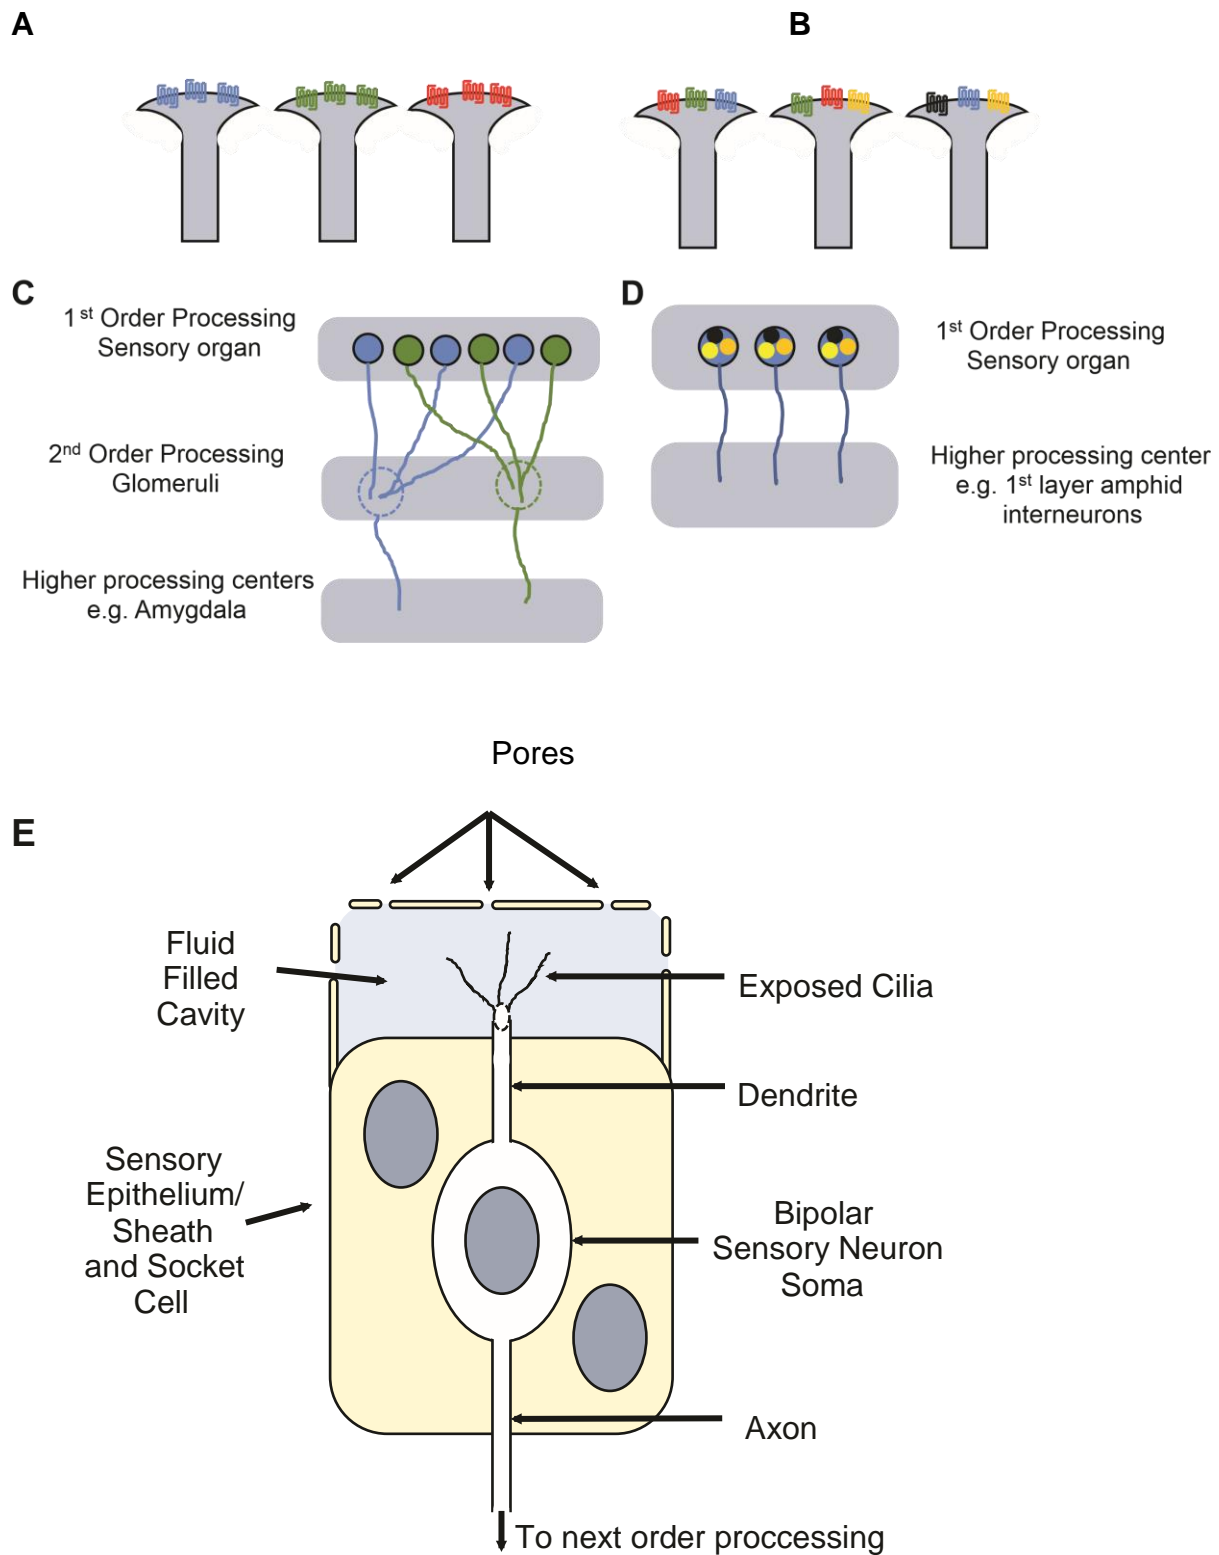 A
B
C
1st Order Processing
Sensory organ
2nd Order Processing
Glomeruli
Higher processing centers
e.g. Amygdala
D
1st Order Processing
Sensory organ
Higher processing center
e.g. 1st layer amphid
interneurons
E
Pores
Fluid
Filled
Cavity
Exposed Cilia
Dendrite
Sensory
Epithelium/
Sheath
and Socket
Cell
Bipolar
Sensory Neuron
Soma
Axon
To next order proccessing